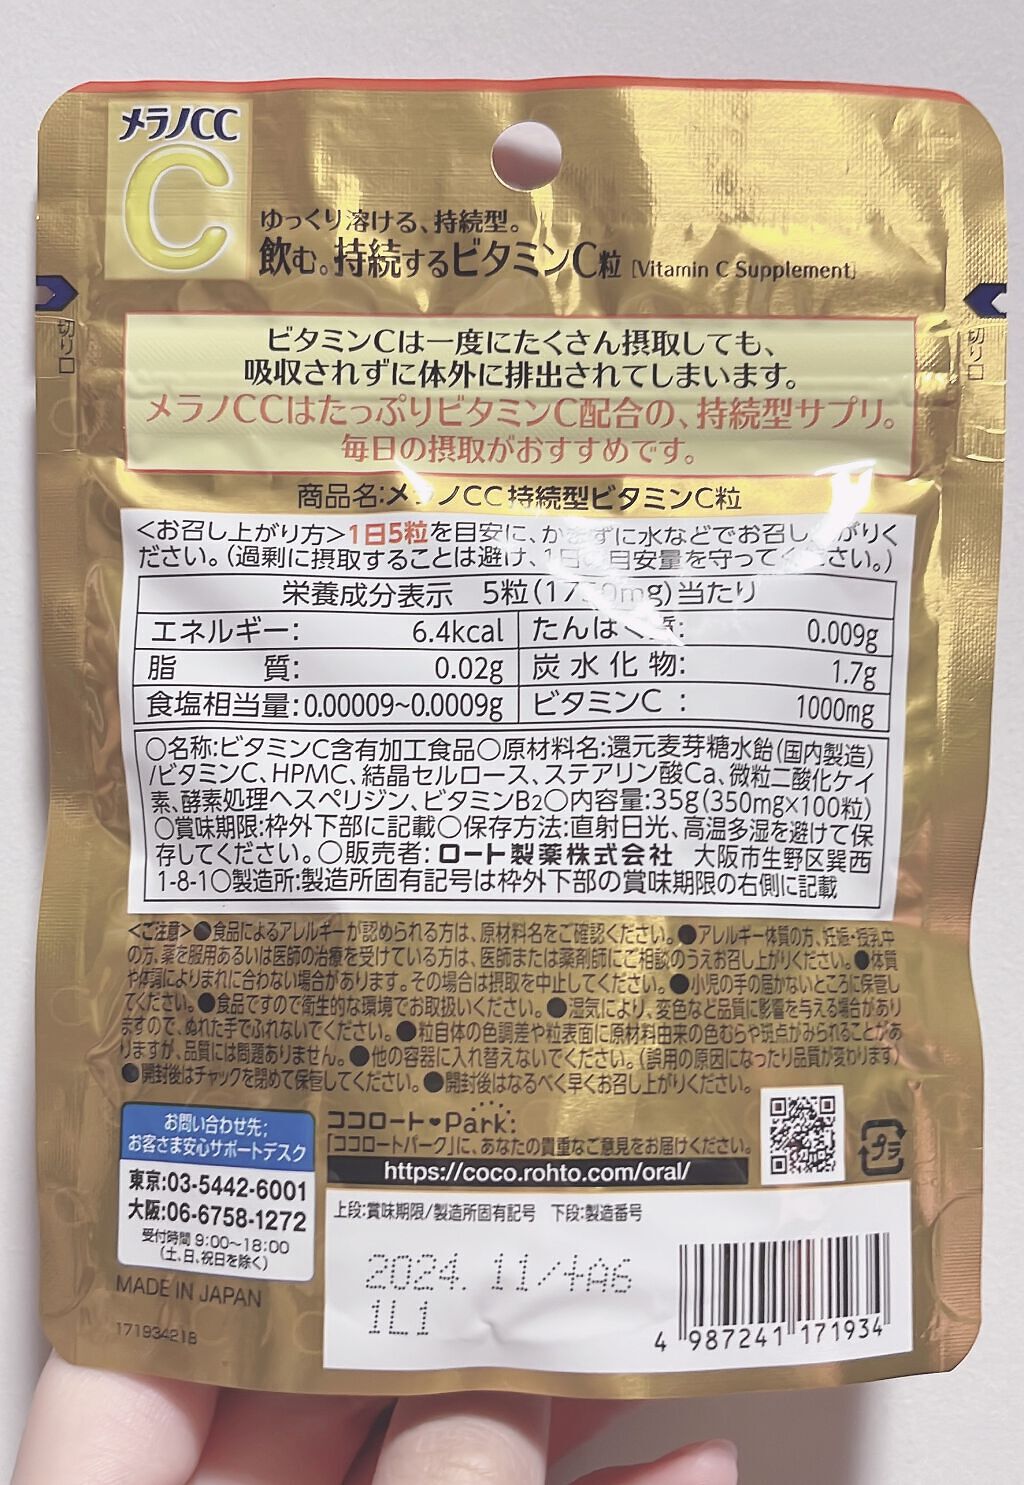 メラノCC
C
ゆっくり溶ける、持続型。
飲む。持続するビタミンC粒 [Vitamin C Supplement]
切り口
切り口
ビタミンCは一度にたくさん摂取しても、
吸収されずに体外に排出されてしまいます。
メラノCCはたっぷりビタミンC配合の、持続型サプリ。
毎日の摂取がおすすめです。
商品名:メラノCC 持続型ビタミンC粒
<お召し上がり方>1日5粒を目安に、かまずに水などでお召し上がりく
ださい。(過剰に摂取することは避け、1日の目安量を守ってください。)
栄養成分表示 5粒(1750mg)当たり
エネルギー: 6.4kcal たんぱく質: 0.009g
脂質: 0.02g 炭水化物: 1.7g
食塩相当量:0.00009~0.0009g ビタミンC : 1000mg
○名称:ビタミンC含有加工食品○原材料名:還元麦芽糖水飴(国内製造)
/ビタミンC、HPMC、結晶セルロース、ステアリン酸Ca、微粒二酸化ケイ
素、酵素処理ヘスペリジン、ビタミンB2○内容量:35g(350mg×100粒)
○賞味期限:枠外下部に記載○保存方法:直射日光、高温多湿を避けて保
存してください。○販売者:ロート製薬株式会社 大阪市生野区巽西
1-8-1○製造所:製造所固有記号は枠外下部の賞味期限の右側に記載
<ご注意>●食品によるアレルギーが認められる方は、原材料名をご確認ください。●アレルギー体質の方、妊娠・授乳中
の方、薬を服用あるいは医師の治療を受けている方は、医師または薬剤師にご相談のうえお召し上がりください。●体質
や体調によりまれに合わない場合があります。その場合は摂取を中止してください。●小児の手の届かないところに保管し
てください。●食品ですので衛生的な環境でお取扱いください。●湿気により、変色など品質に影響を与える場合があり
ますので、ぬれた手でふれないでください。●粒自体の色調差や粒表面に原材料由来の色むらや斑点がみられることがあ
りますが、品質には問題ありません。●他の容器に入れ替えないでください。(誤用の原因になったり品質が変わります)
●開封後はチャックを閉めて保管してください。●開封後はなるべく早くお召し上がりください。
お問い合わせ先:
お客さま安心サポートデスク
東京:03-5442-6001
大阪:06-6758-1272
受付時間 9:00~18:00
(土、日、祝日を除く)
MADE IN JAPAN
171934218
ココロート♥Park:
「ココロートパーク」に、あなたの貴重なご意見をお届けください。
https://coco.rohto.com/oral/
プラ
上段:賞味期限/製造所固有記号 下段:製造番号
2024. 11/+A6
1L1
4 987241 171934